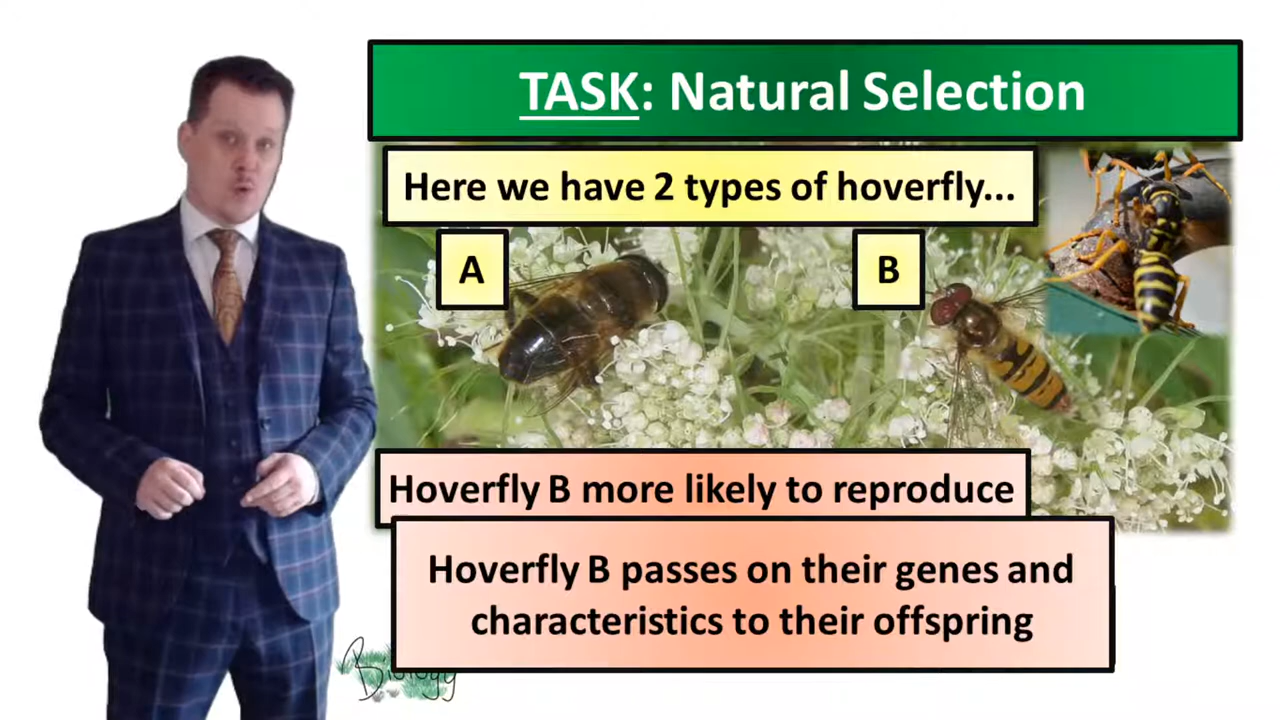 TASK: Natural Selection
Here we have 2 types of hoverfly...
A
B
Hoverfly B more likely to reproduce
Hoverfly B passes on their genes and
characteristics to their offspring
Biology